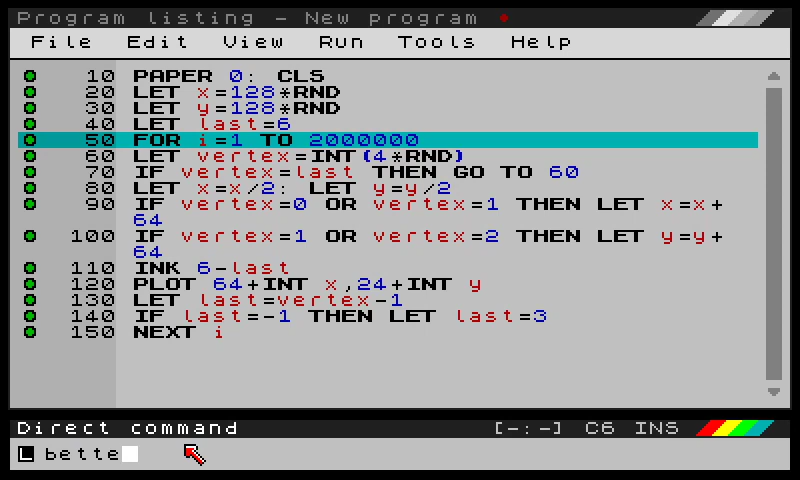 Program listing - New program
File Edit View Run Tools Help
10 PAPER 0: CLS
20 LET x=128*RND
30 LET y=128*RND
40 LET last=6
50 FOR i=1 TO 2000000
60 LET vertex=INT(4*RND)
70 IF vertex=last THEN GO TO 60
80 LET x=x/2: LET y=y/2
90 IF vertex=0 OR vertex=1 THEN LET x=x+
64
100 IF vertex=1 OR vertex=2 THEN LET y=y+
64
110 INK 6-last
120 PLOT 64+INT x,24+INT y
130 LET last=vertex-1
140 IF last=-1 THEN LET last=3
150 NEXT i
Direct command [-:-] C6 INS
L bette